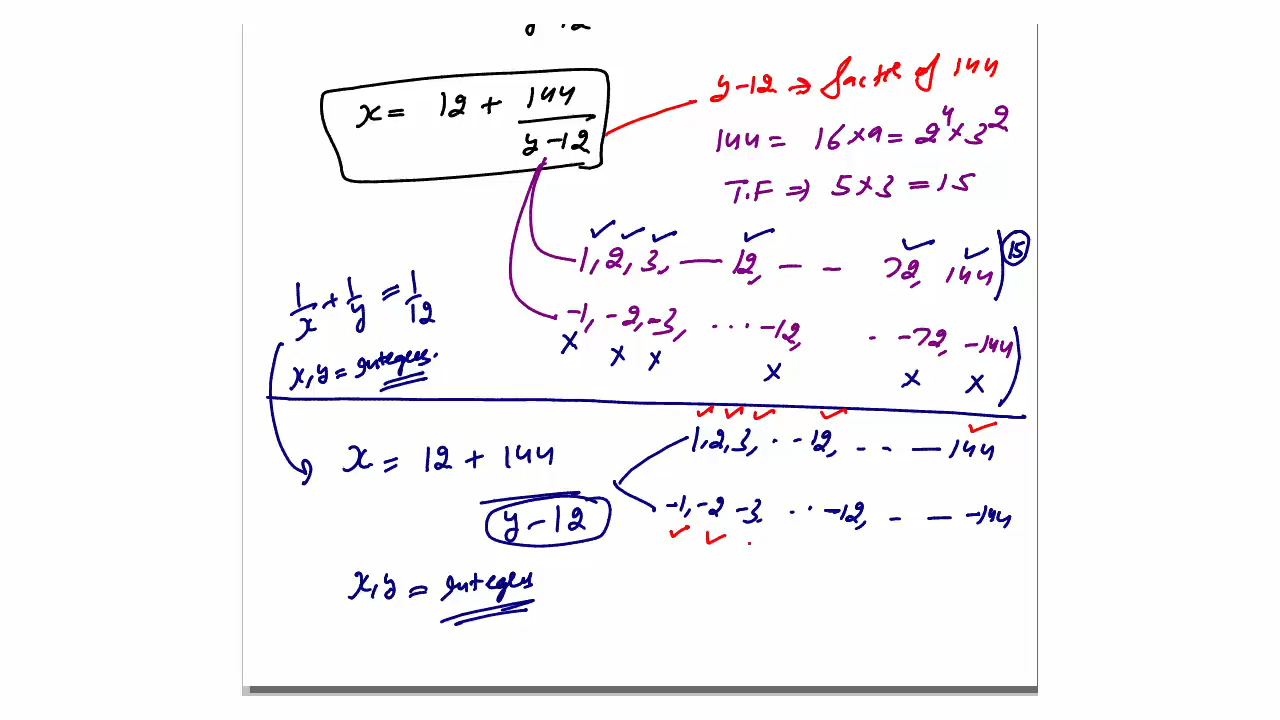 x = 12 + 144/(y-12)
y-12 ⇒ factor of 144
144 = 16×9 = 2^4×3^2
T.F ⇒ 5×3 = 15
1, 2, 3, — 12, — — 72, 144) 15
-1, -2, -3, ... -12, . -72, -144)
1/x + 1/y = 1/12
x, y = Integers.
x = 12 + 144/(y-12)
1, 2, 3, . - - 12, - - — 144
-1, -2 -3. . . -12, - — -144
x, y = Integers